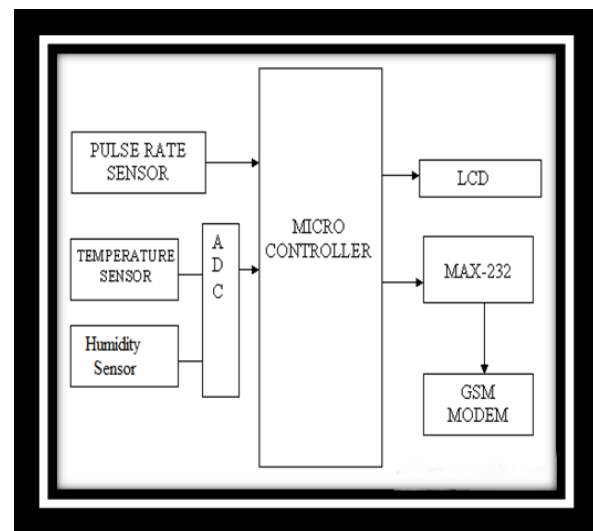 PULSE RATE
SENSOR
TEMPERATURE
SENSOR
Humidity
Sensor
A
D
C
MICRO
CONTROLLER
LCD
MAX-232
GSM
MODEM